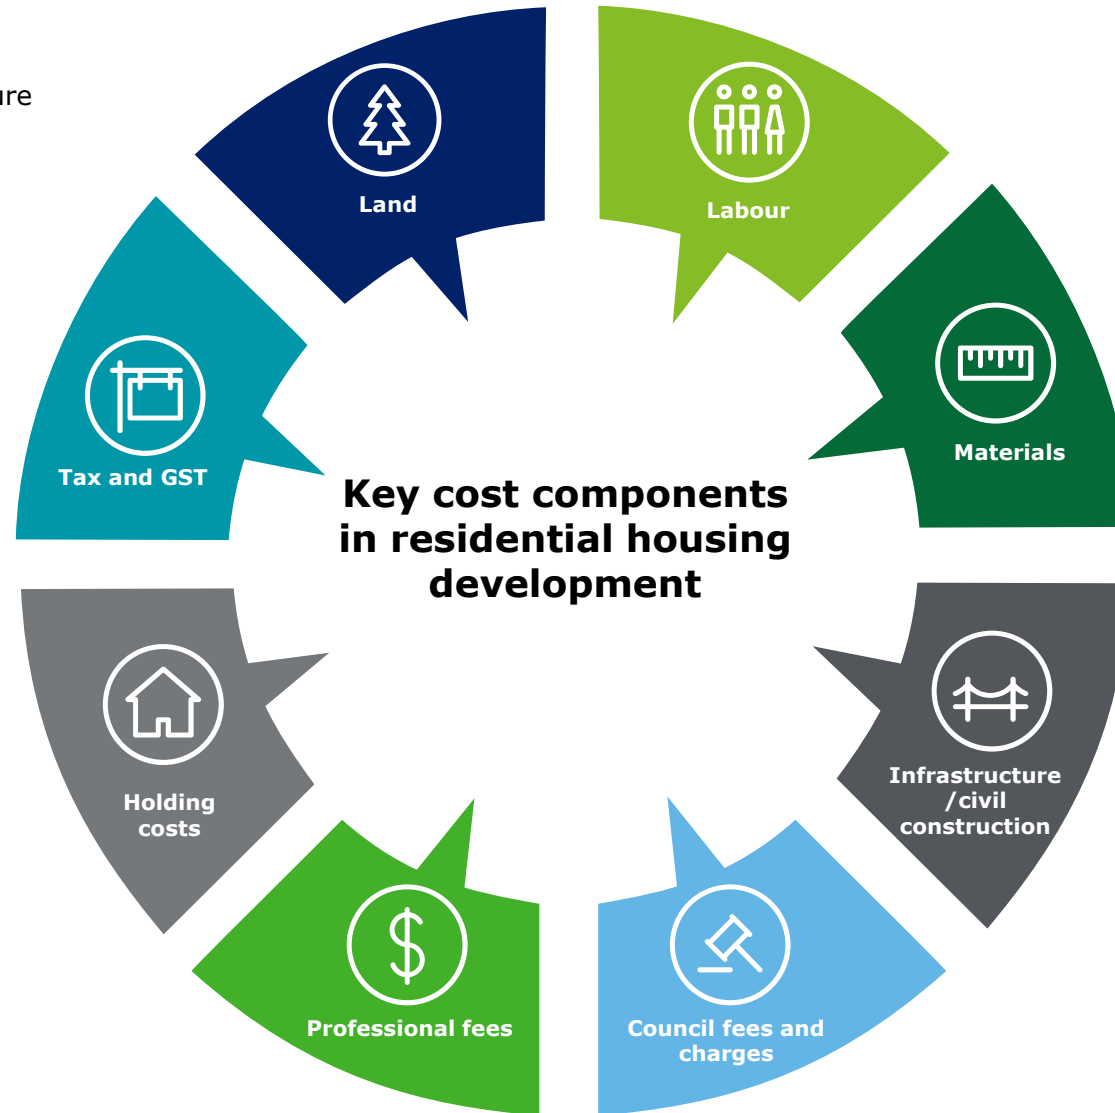 ure
Land
Labour
Tax and GST
Materials
Key cost components
in residential housing
development
Holding
costs
Infrastructure
/civil
construction
Professional fees
Council fees and
charges